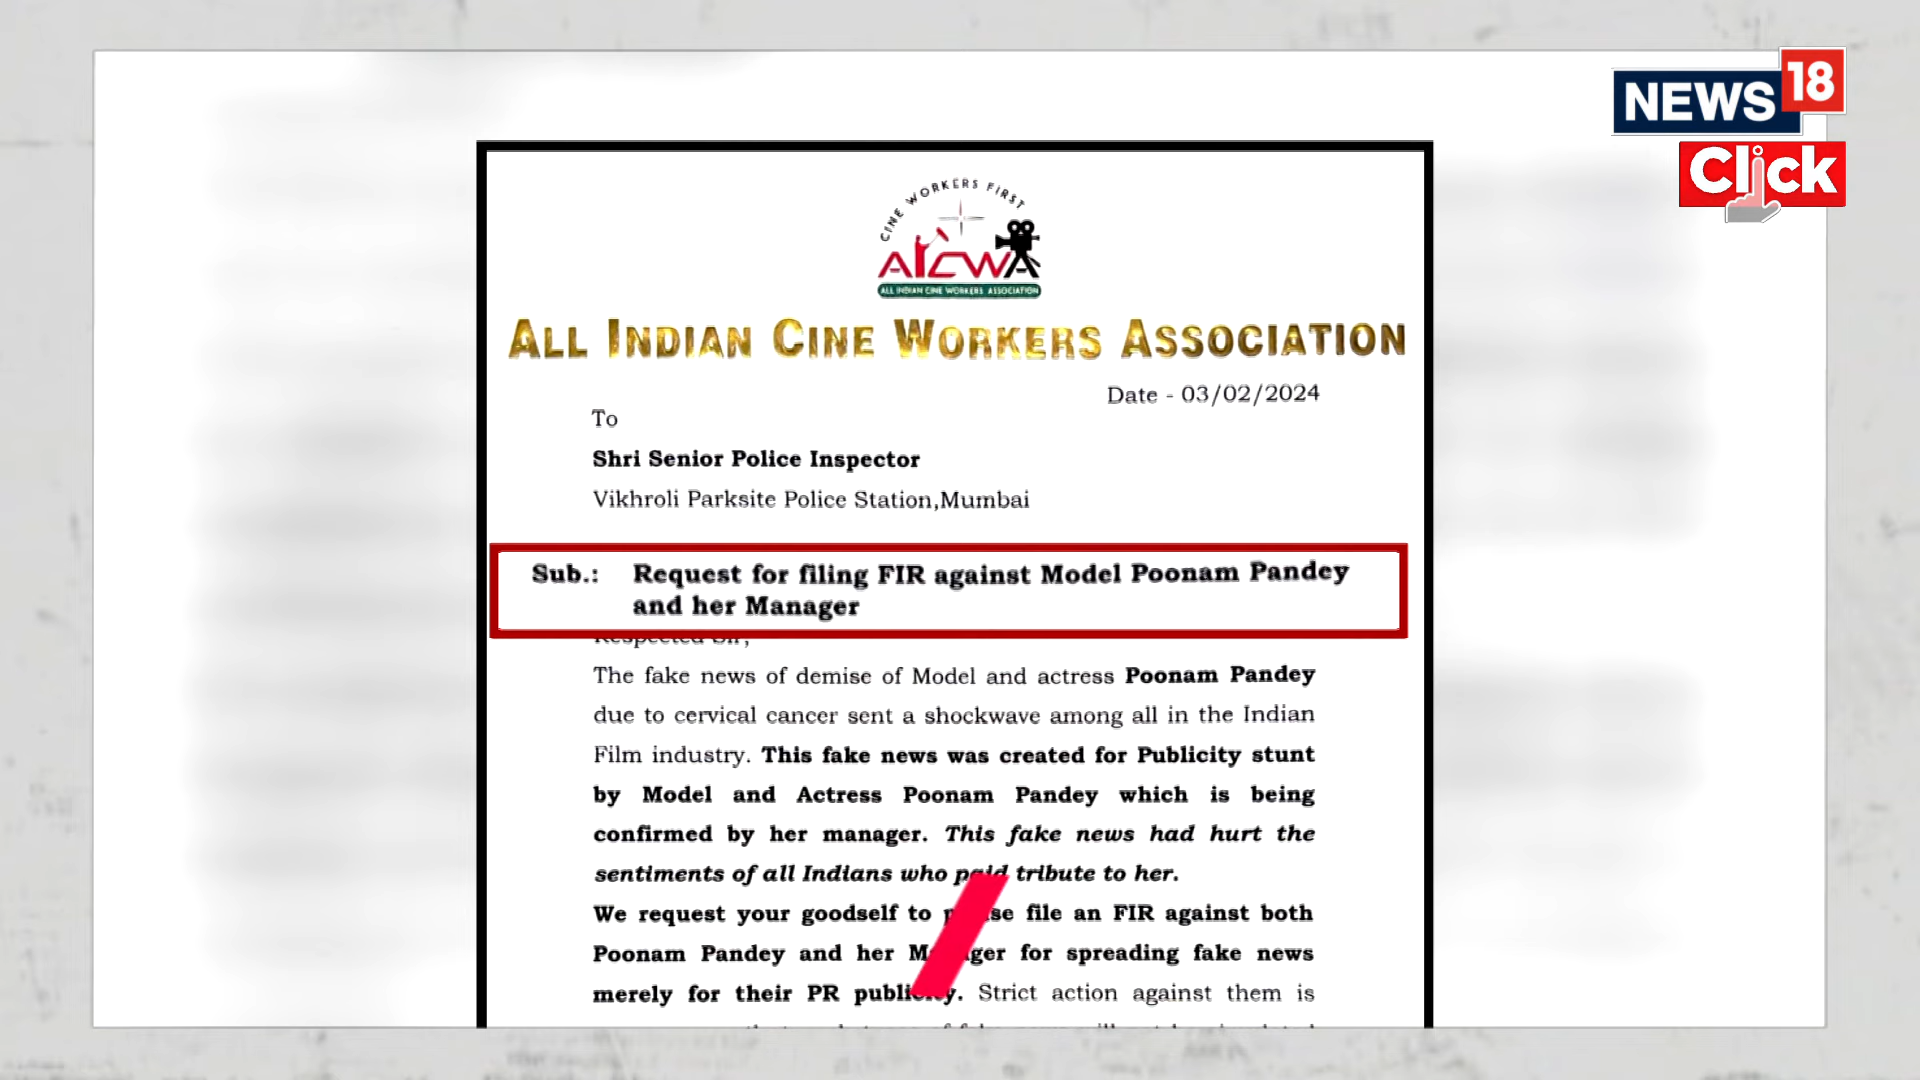 NEWS 18
Click
CINE WORKERS FIRST
AICWA
ALL INDIAN CINE WORKERS ASSOCIATION
ALL INDIAN CINE WORKERS ASSOCIATION
Date - 03/02/2024
To
Shri Senior Police Inspector
Vikhroli Parksite Police Station,Mumbai
Sub.: Request for filing FIR against Model Poonam Pandey
and her Manager
Respected Sir,
The fake news of demise of Model and actress Poonam Pandey
due to cervical cancer sent a shockwave among all in the Indian
Film industry. This fake news was created for Publicity stunt
by Model and Actress Poonam Pandey which is being
confirmed by her manager. This fake news had hurt the
sentiments of all Indians who paid tribute to her.
We request your goodself to please file an FIR against both
Poonam Pandey and her Manager for spreading fake news
merely for their PR publicity. Strict action against them is